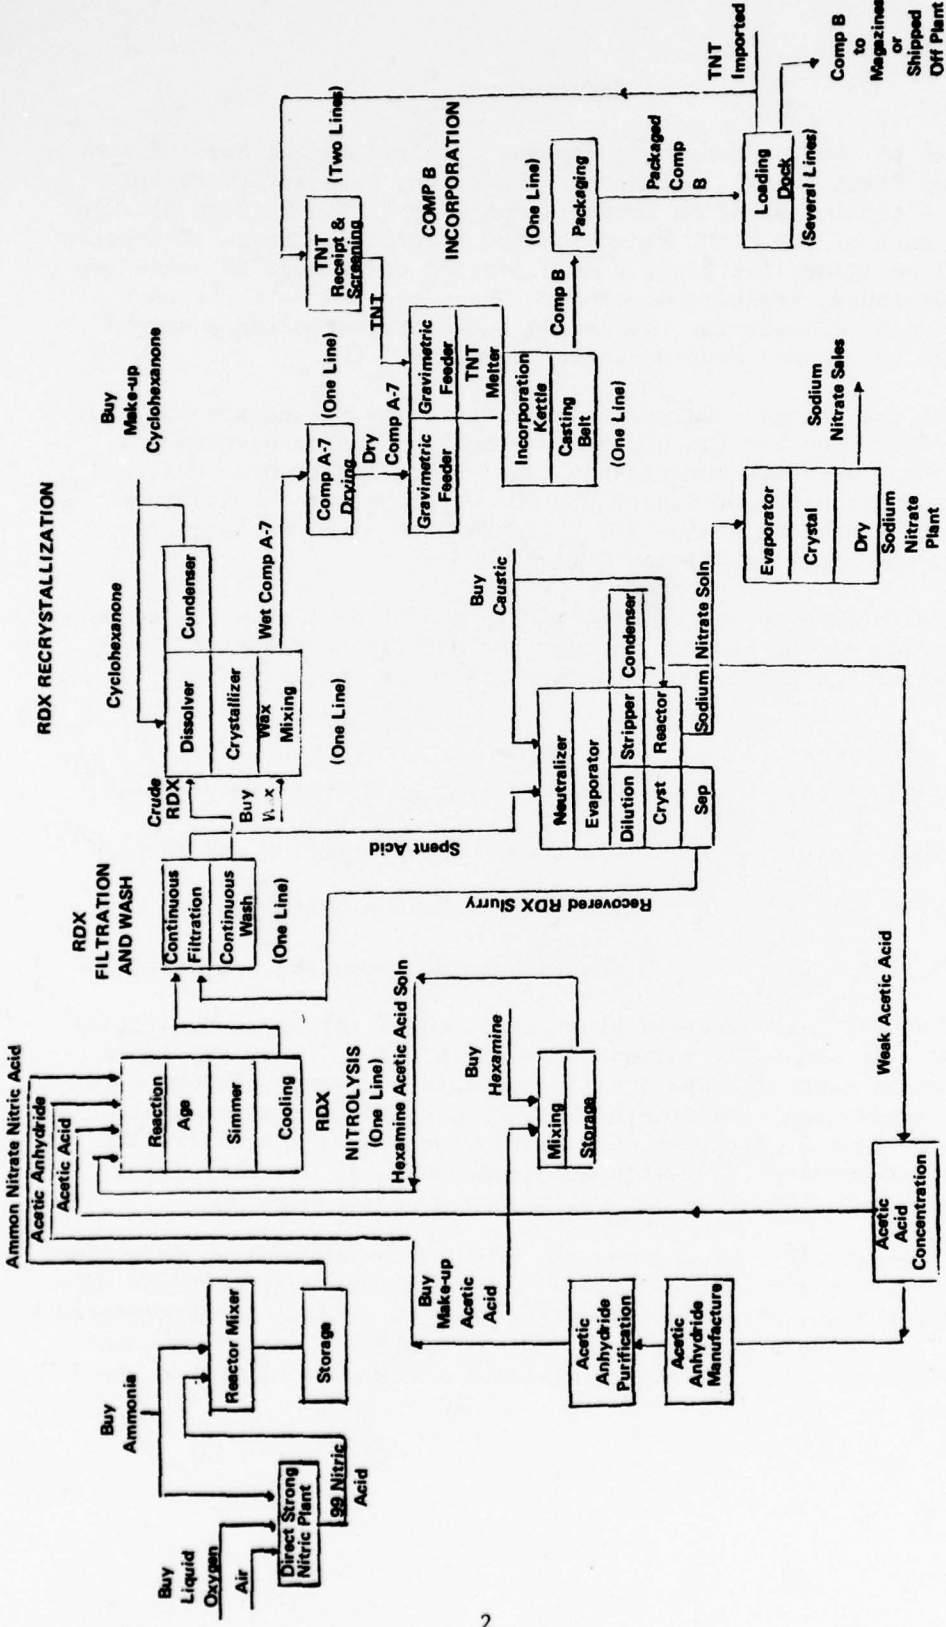 RDX RECRYSTALLIZATION
Buy
Make-up
Cyclohexanone
Cyclohexanone
Dissolver
Cundenser
Crystallizer
Wax
Mixing
(One Line)
Crude
RDX
Buy
Wet Comp A-7
RDX
FILTRATION
AND WASH
Continuous
Filtration
Continuous
Wash
(One Line)
Ammon Nitrate Nitric Acid
Acetic Anhydride
Acetic Acid
Reaction
Age
Simmer
Cooling
RDX
NITROLYSIS
(One Line)
Hexamine Acetic Acid Soln
Buy
Ammonia
Reactor Mixer
Storage
Buy
Liquid
Oxygen
Air
Direct Strong
Nitric Plant
99 Nitric
Acid
TNT
Receipt &
Screening
(Two Lines)
TNT
Comp A-7
Drying
(One Line)
Dry
Comp A-7
Gravimetric
Feeder
Gravimetric
Feeder
TNT
Melter
Incorporation
Kettle
Casting
Belt
(One Line)
COMP B
INCORPORATION
(One Line)
Packaging
Comp B
Packaged
Comp
B
TNT
Imported
Loading
Dock
(Several Lines)
Comp B
to
Magazines
or
Shipped
Off Plant
Spent Acid
Recovered RDX Slurry
Buy
Caustic
Neutralizer
Evaporator
Dilution
Stripper
Condenser
Cryst
Reactor
Sep
Sodium Nitrate Soln
Evaporator
Crystal
Dry
Sodium
Nitrate
Plant
Sodium
Nitrate Sales
Buy
Hexamine
Mixing
Storage
Buy
Make-up
Acetic
Acid
Acetic
Anhydride
Purification
Acetic
Anhydride
Manufacture
Acetic
Acid
Concentration
Weak Acetic Acid
2